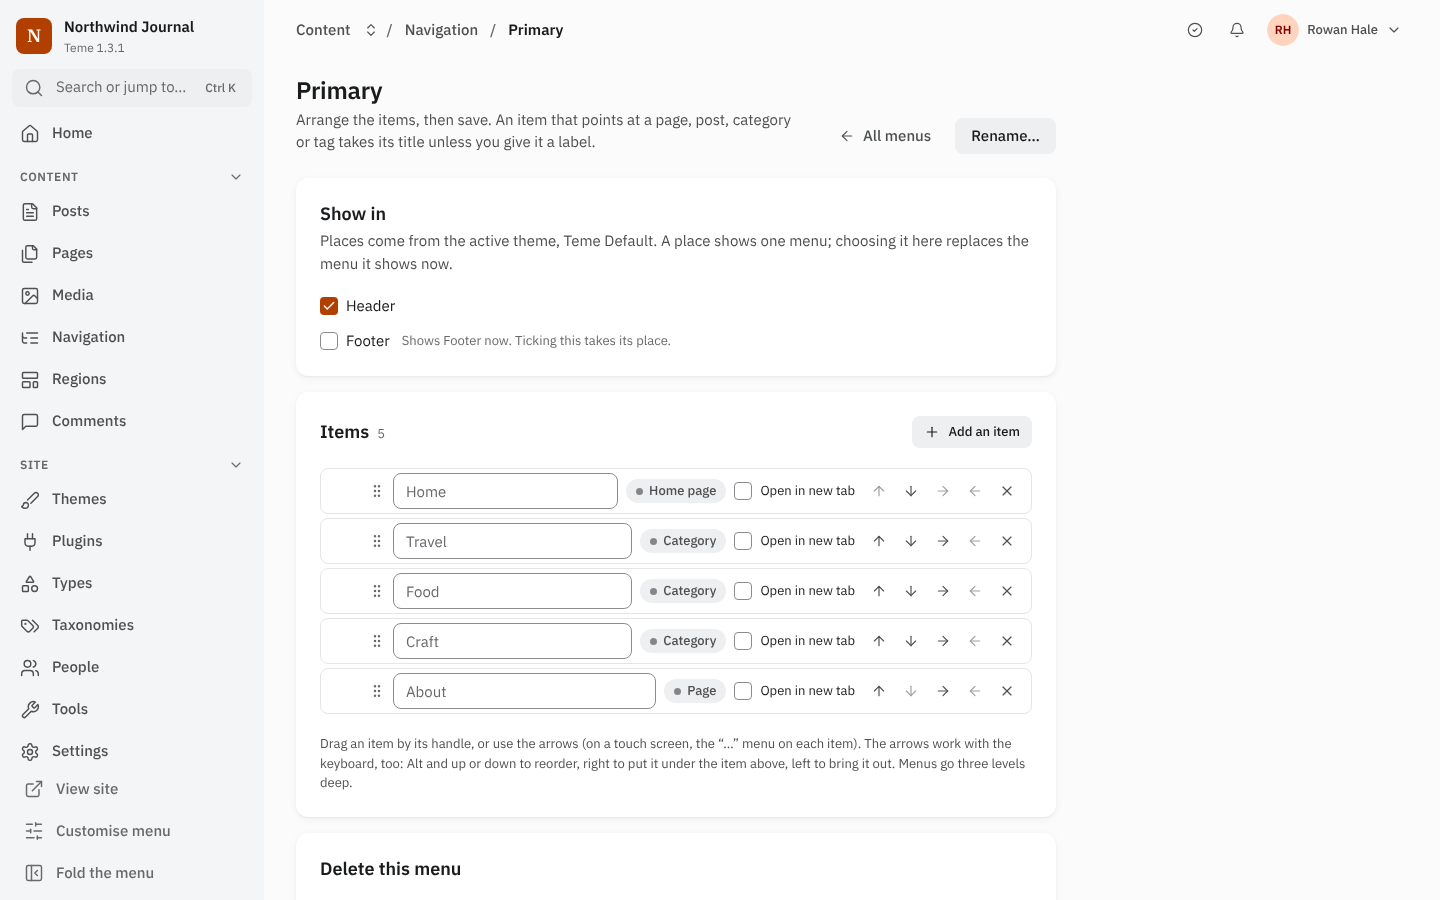 N
Northwind Journal
Teme 1.3.1
Search or jump to... Ctrl K
Home
CONTENT
Posts
Pages
Media
Navigation
Regions
Comments
SITE
Themes
Plugins
Types
Taxonomies
People
Tools
Settings
View site
Customise menu
Fold the menu
Content / Navigation / Primary
RH Rowan Hale
Primary
Arrange the items, then save. An item that points at a page, post, category
or tag takes its title unless you give it a label.
All menus
Rename...
Show in
Places come from the active theme, Teme Default. A place shows one menu; choosing it here replaces the
menu it shows now.
Header
Footer Shows Footer now. Ticking this takes its place.
Items 5
Add an item
Home Home page Open in new tab
Travel Category Open in new tab
Food Category Open in new tab
Craft Category Open in new tab
About Page Open in new tab
Drag an item by its handle, or use the arrows (on a touch screen, the “...” menu on each item). The arrows work with the
keyboard, too: Alt and up or down to reorder, right to put it under the item above, left to bring it out. Menus go three levels
deep.
Delete this menu